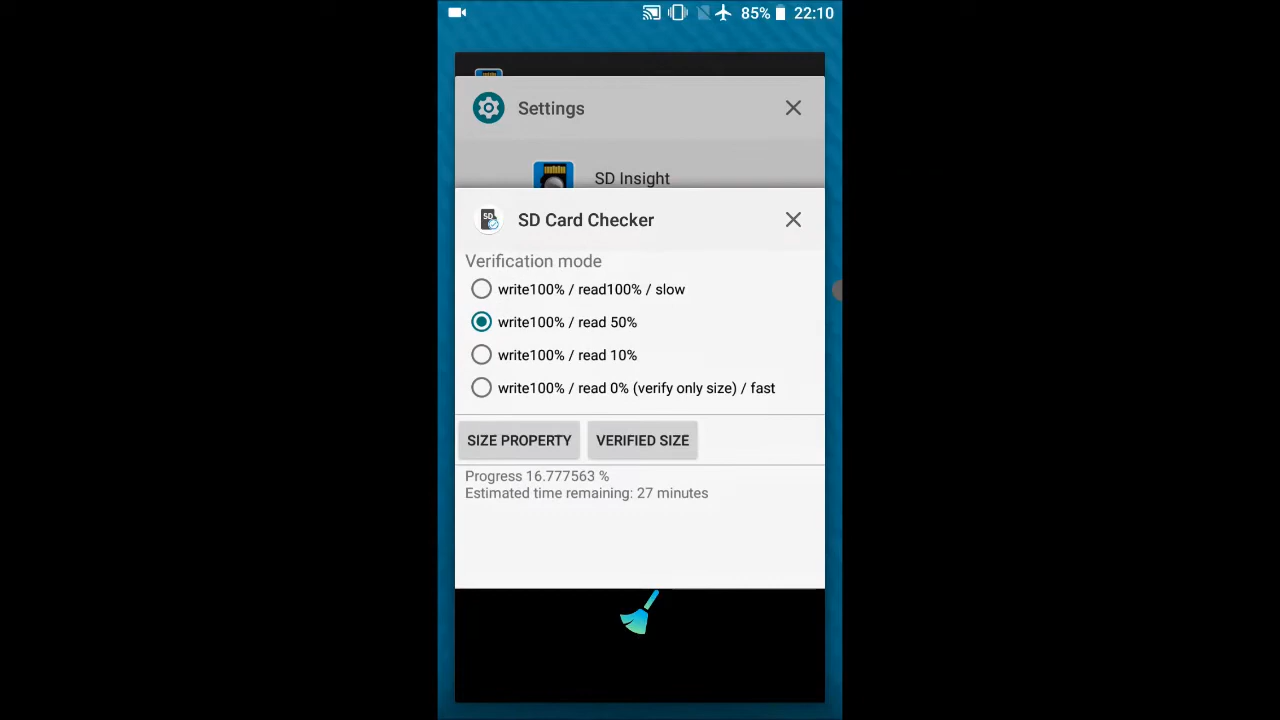 85% 22:10
Settings
SD Insight
SD
SD Card Checker
Verification mode
write100% / read100% / slow
write100% / read 50%
write100% / read 10%
write100% / read 0% (verify only size) / fast
SIZE PROPERTY VERIFIED SIZE
Progress 16.777563 %
Estimated time remaining: 27 minutes